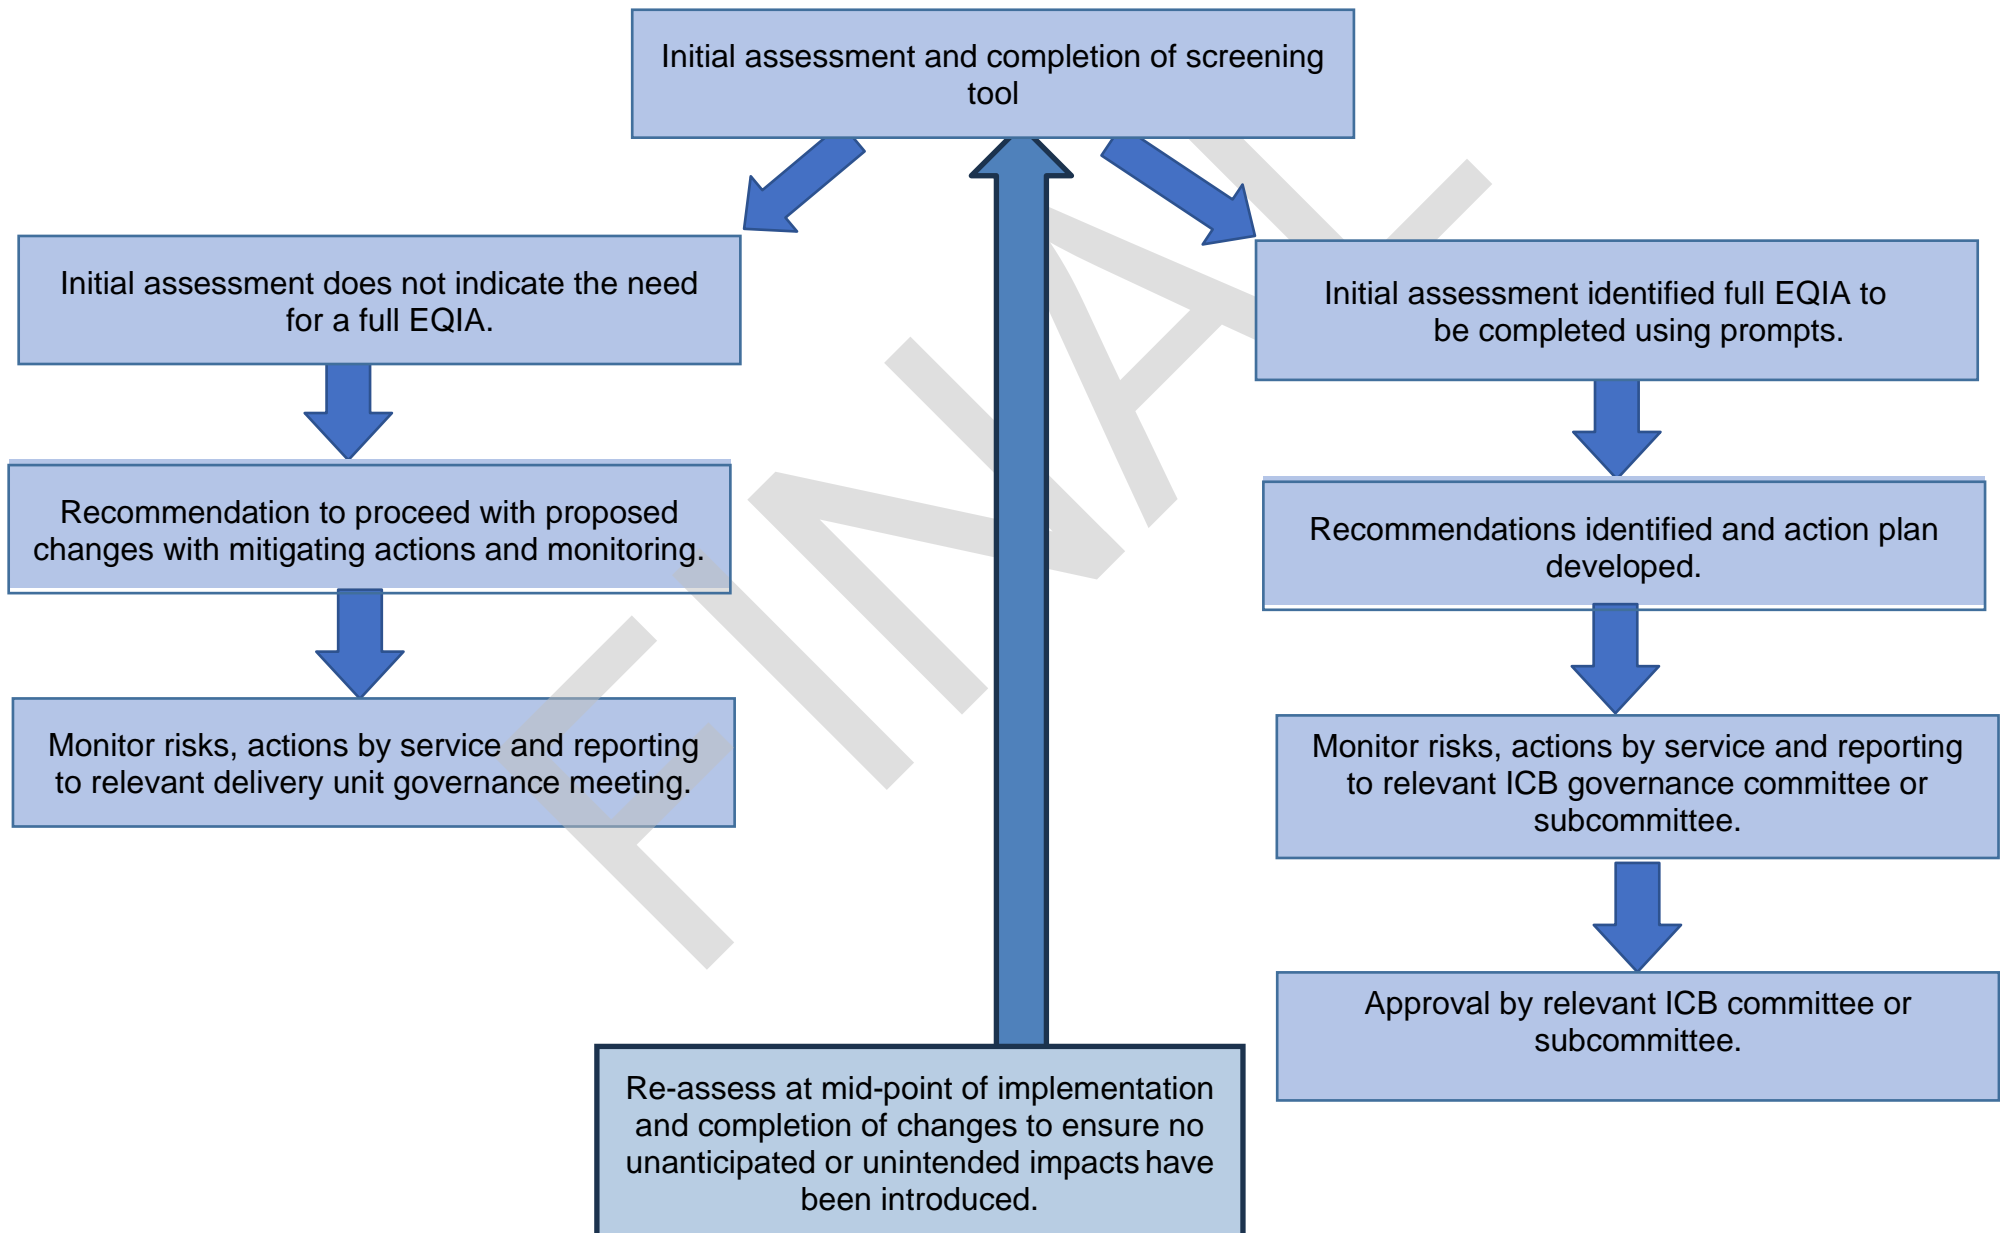 Initial assessment and completion of screening
tool
Initial assessment does not indicate the need
for a full EQIA.
Initial assessment identified full EQIA to
be completed using prompts.
Recommendation to proceed with proposed
changes with mitigating actions and monitoring.
Recommendations identified and action plan
developed.
Monitor risks, actions by service and reporting
to relevant delivery unit governance meeting.
Monitor risks, actions by service and reporting
to relevant ICB governance committee or
subcommittee.
Approval by relevant ICB committee or
subcommittee.
Re-assess at mid-point of implementation
and completion of changes to ensure no
unanticipated or unintended impacts have
been introduced.
FINAL